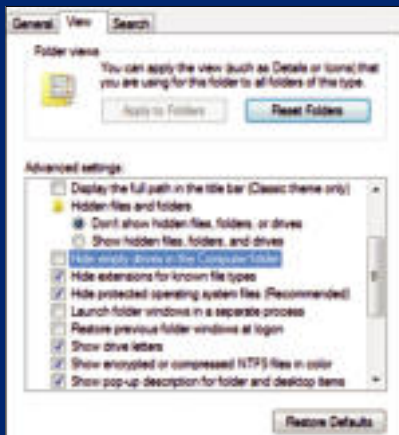 General View Search
Folder views
You can apply the view (such as Details or Icons) that
you are using for this folder to all folders of this type.
Apply to Folders Reset Folders
Advanced settings:
Display the full path in the title bar (Classic theme only)
Hidden files and folders
Don't show hidden files, folders, or drives
Show hidden files, folders, and drives
Hide empty drives in the Computer folder
Hide extensions for known file types
Hide protected operating system files (Recommended)
Launch folder windows in a separate process
Restore previous folder windows at logon
Show drive letters
Show encrypted or compressed NTFS files in color
Show pop-up description for folder and desktop items
Restore Defaults